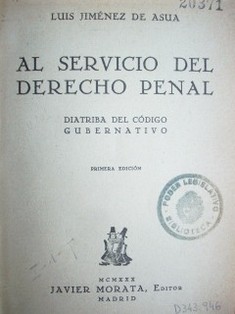 20371
LUIS JIMÉNEZ DE ASUA
AL SERVICIO DEL
DERECHO PENAL
DIATRIBA DEL CÓDIGO
GUBERNATIVO
PRIMERA EDICIÓN
PODER LEGISLATIVO
BIBLIOTECA
MCMXXX
JAVIER MORATA, EDITOR
MADRID